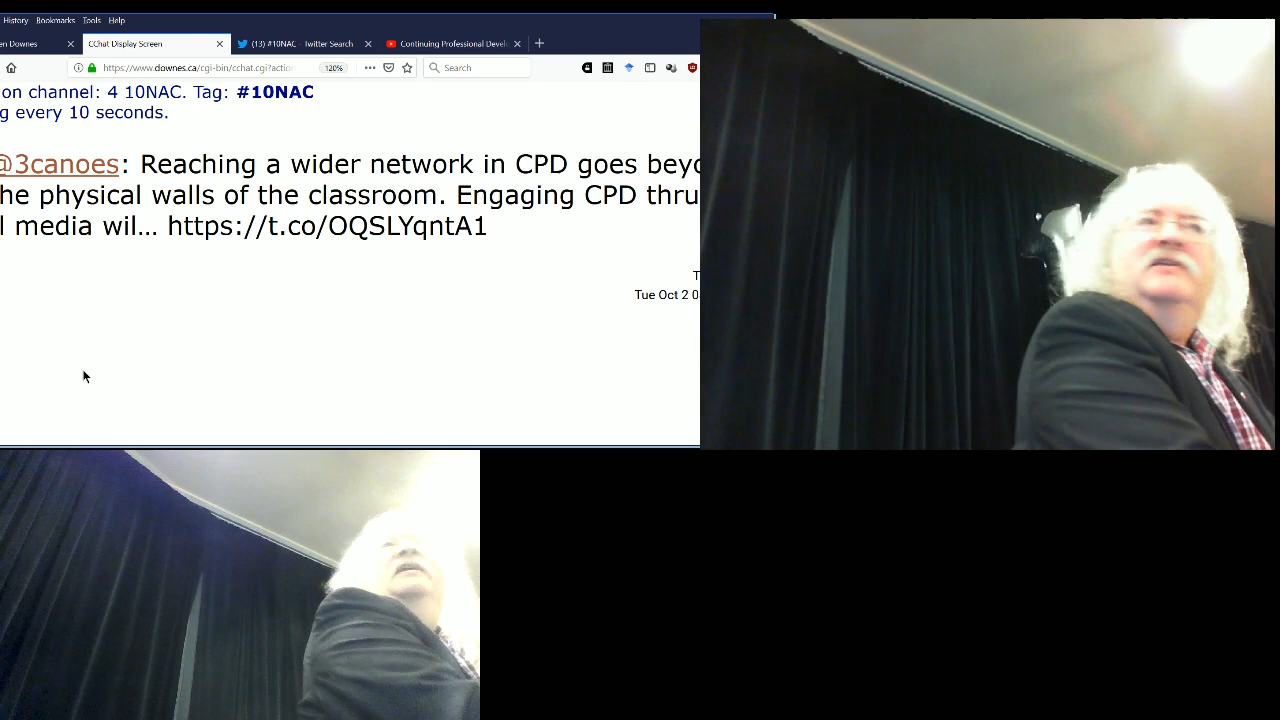 History Bookmarks Tools Help
en Downes
CChat Display Screen
(13) #10NAC - Twitter Search
Continuing Professional Devel
https://www.downes.ca/cgi-bin/cchat.cgi?action
120%
Search
on channel: 4 10NAC. Tag: #10NAC
g every 10 seconds.
@3canoes: Reaching a wider network in CPD goes beyo
he physical walls of the classroom. Engaging CPD thru
l media wil... https://t.co/OQSLYqntA1
T
Tue Oct 2 0